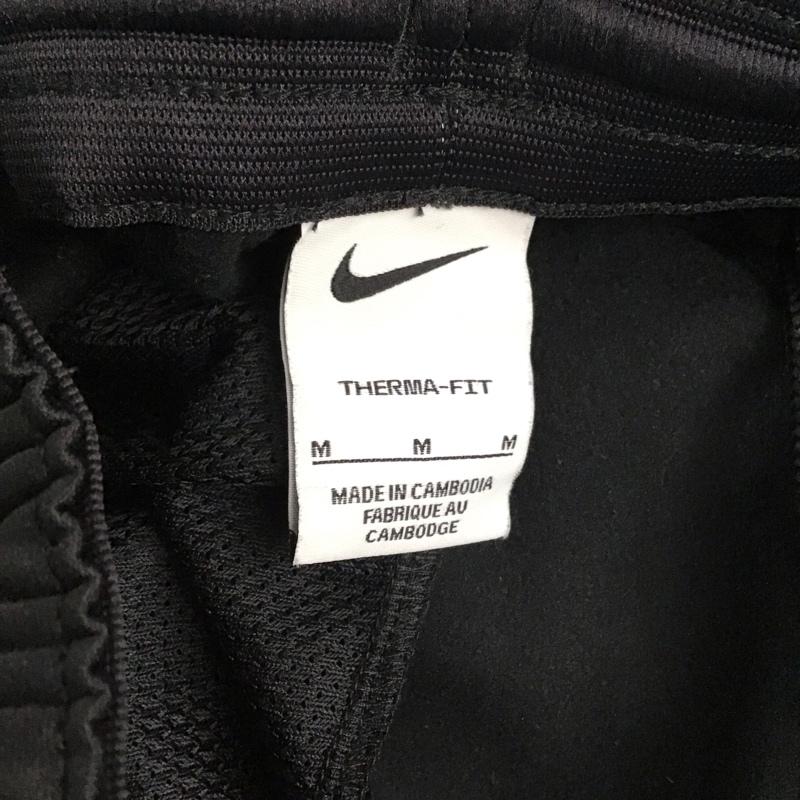 THERMA-FIT
M M M
MADE IN CAMBODIA
FABRIQUE AU
CAMBODGE